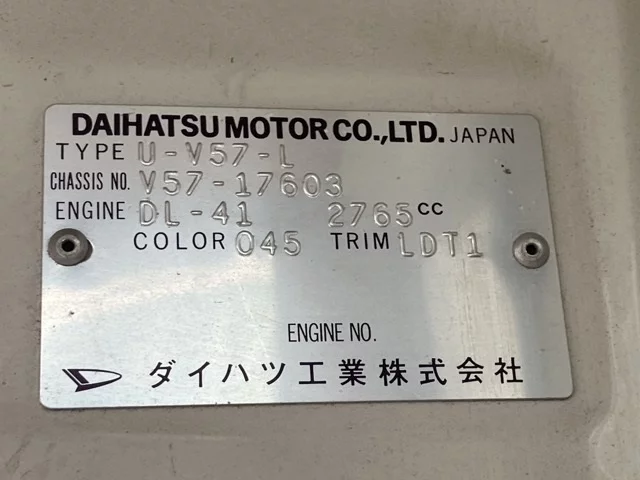 DAIHATSU MOTOR CO.,LTD. JAPAN
TYPE U-V57-L
CHASSIS NO. V57-17603
ENGINE DL-41 2765cc
COLOR 045 TRIM LDT1
ENGINE NO.
ダイハツ工業株式会社